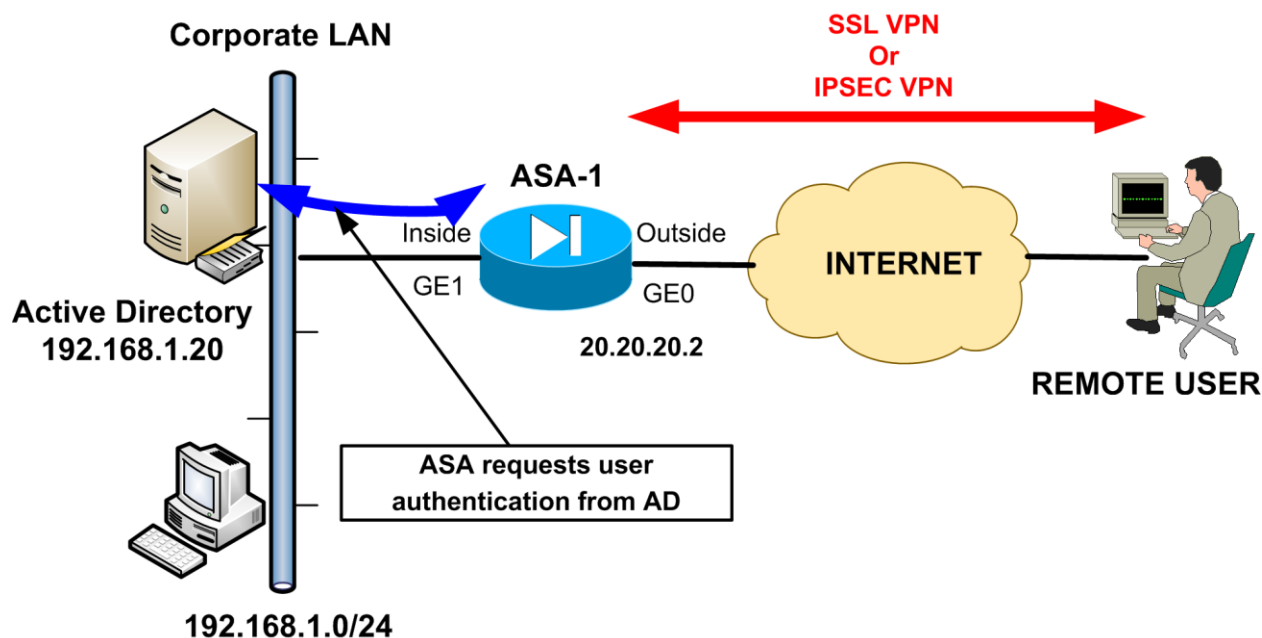 Corporate LAN
SSL VPN
Or
IPSEC VPN
ASA-1
Inside
Outside
GE1
GE0
INTERNET
Active Directory
192.168.1.20
20.20.20.2
REMOTE USER
ASA requests user
authentication from AD
192.168.1.0/24